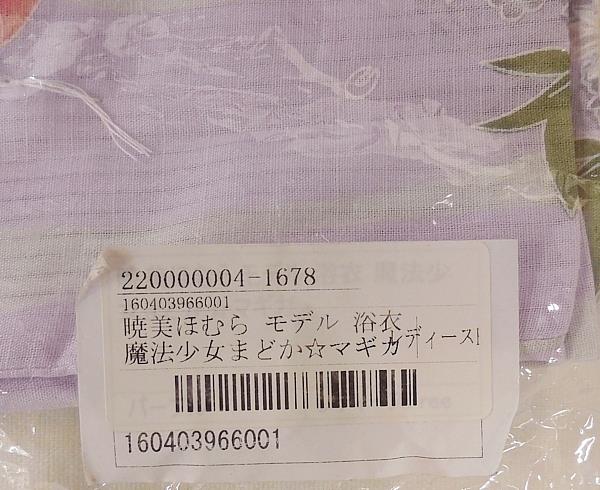 220000004-1678
160403966001
暁美ほむら モデル 浴衣
魔法少女まどか☆マギカ
ディース
160403966001